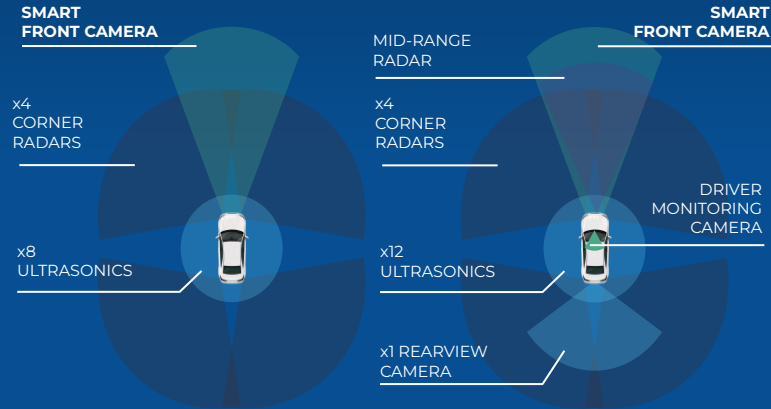 SMART
FRONT CAMERA
x4
CORNER
RADARS
x8
ULTRASONICS
SMART
FRONT CAMERA
MID-RANGE
RADAR
x4
CORNER
RADARS
DRIVER
MONITORING
CAMERA
x12
ULTRASONICS
x1 REARVIEW
CAMERA